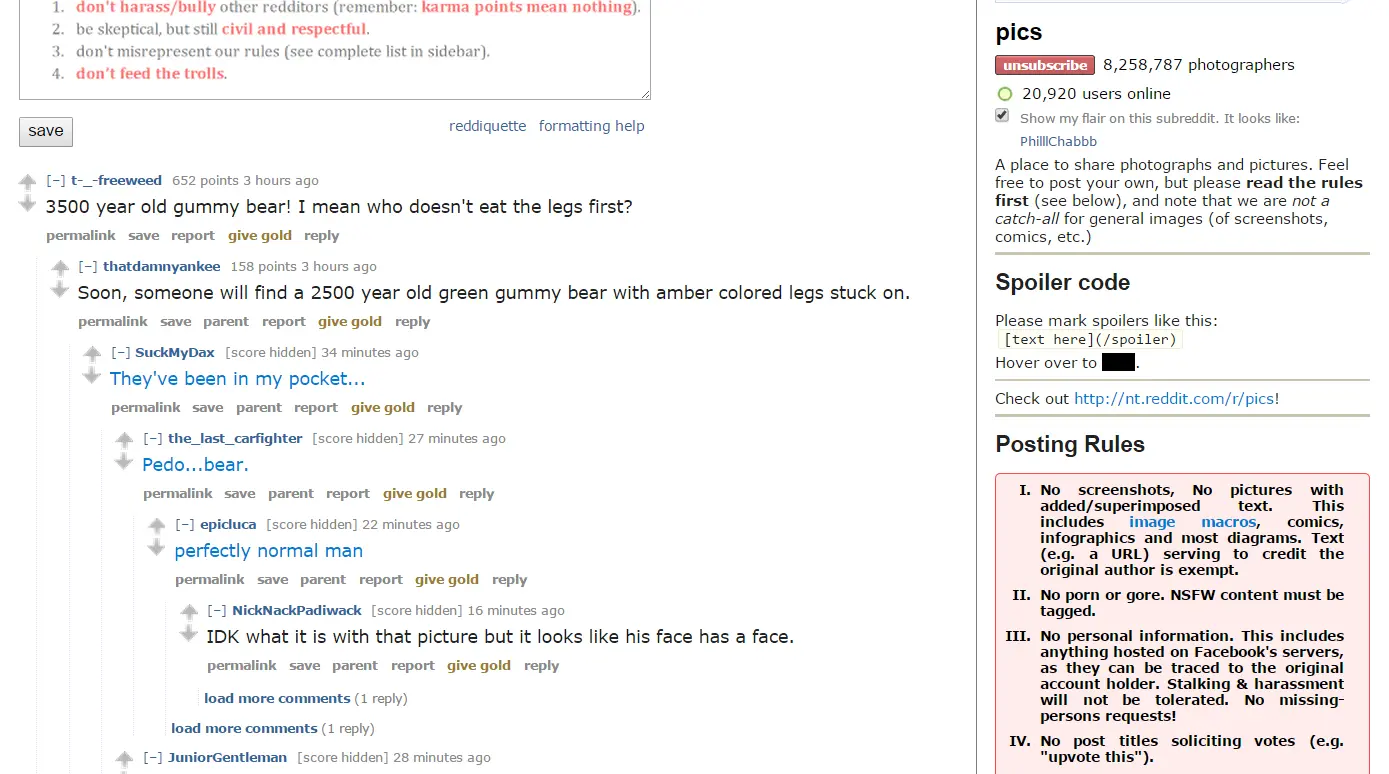 1. don't harass/bully other redditors (remember: karma points mean nothing).
2. be skeptical, but still civil and respectful.
3. don't misrepresent our rules (see complete list in sidebar).
4. don't feed the trolls.
save
reddiquette formatting help
[–] t-_-freeweed 652 points 3 hours ago
3500 year old gummy bear! I mean who doesn't eat the legs first?
permalink save report give gold reply
[–] thatdamnyankee 158 points 3 hours ago
Soon, someone will find a 2500 year old green gummy bear with amber colored legs stuck on.
permalink save parent report give gold reply
[–] SuckMyDax [score hidden] 34 minutes ago
They've been in my pocket...
permalink save parent report give gold reply
[–] the_last_carfighter [score hidden] 27 minutes ago
Pedo...bear.
permalink save parent report give gold reply
[–] epicluca [score hidden] 22 minutes ago
perfectly normal man
permalink save parent report give gold reply
[–] NickNackPadiwack [score hidden] 16 minutes ago
IDK what it is with that picture but it looks like his face has a face.
permalink save parent report give gold reply
load more comments (1 reply)
load more comments (1 reply)
[–] JuniorGentleman [score hidden] 28 minutes ago
pics
unsubscribe 8,258,787 photographers
20,920 users online
Show my flair on this subreddit. It looks like:
PhilllChabbb
A place to share photographs and pictures. Feel
free to post your own, but please read the rules
first (see below), and note that we are not a
catch-all for general images (of screenshots,
comics, etc.)
Spoiler code
Please mark spoilers like this:
[text here](/spoiler)
Hover over to .
Check out http://nt.reddit.com/r/pics!
Posting Rules
I. No screenshots, No pictures with
added/superimposed text. This
includes image macros, comics,
infographics and most diagrams. Text
(e.g. a URL) serving to credit the
original author is exempt.
II. No porn or gore. NSFW content must be
tagged.
III. No personal information. This includes
anything hosted on Facebook's servers,
as they can be traced to the original
account holder. Stalking & harassment
will not be tolerated. No missing-
persons requests!
IV. No post titles soliciting votes (e.g.
"upvote this").